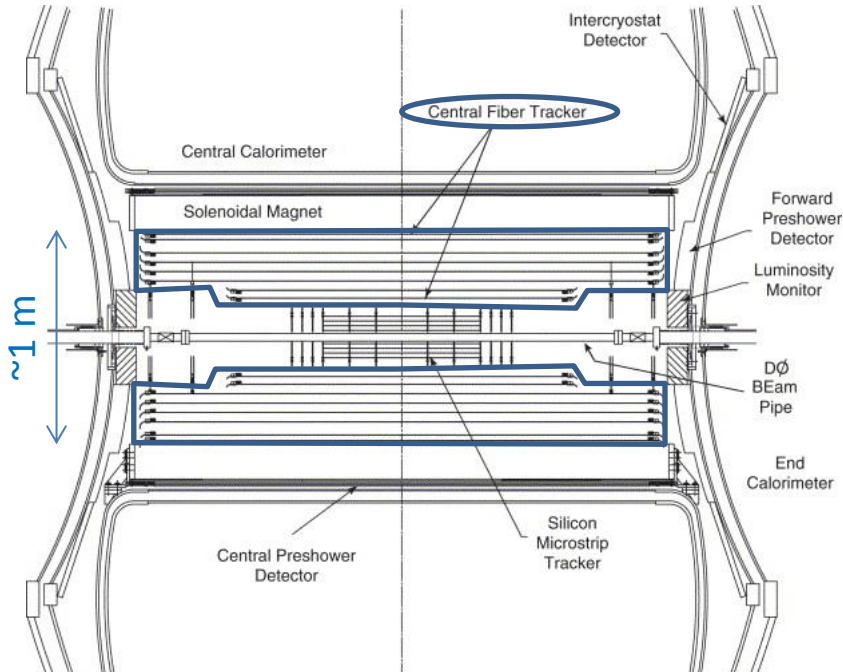 Intercryostat
Detector
Central Fiber Tracker
Central Calorimeter
Solenoidal Magnet
Forward
Preshower
Detector
Luminosity
Monitor
~1 m
DØ
BEam
Pipe
End
Calorimeter
Silicon
Microstrip
Tracker
Central Preshower
Detector